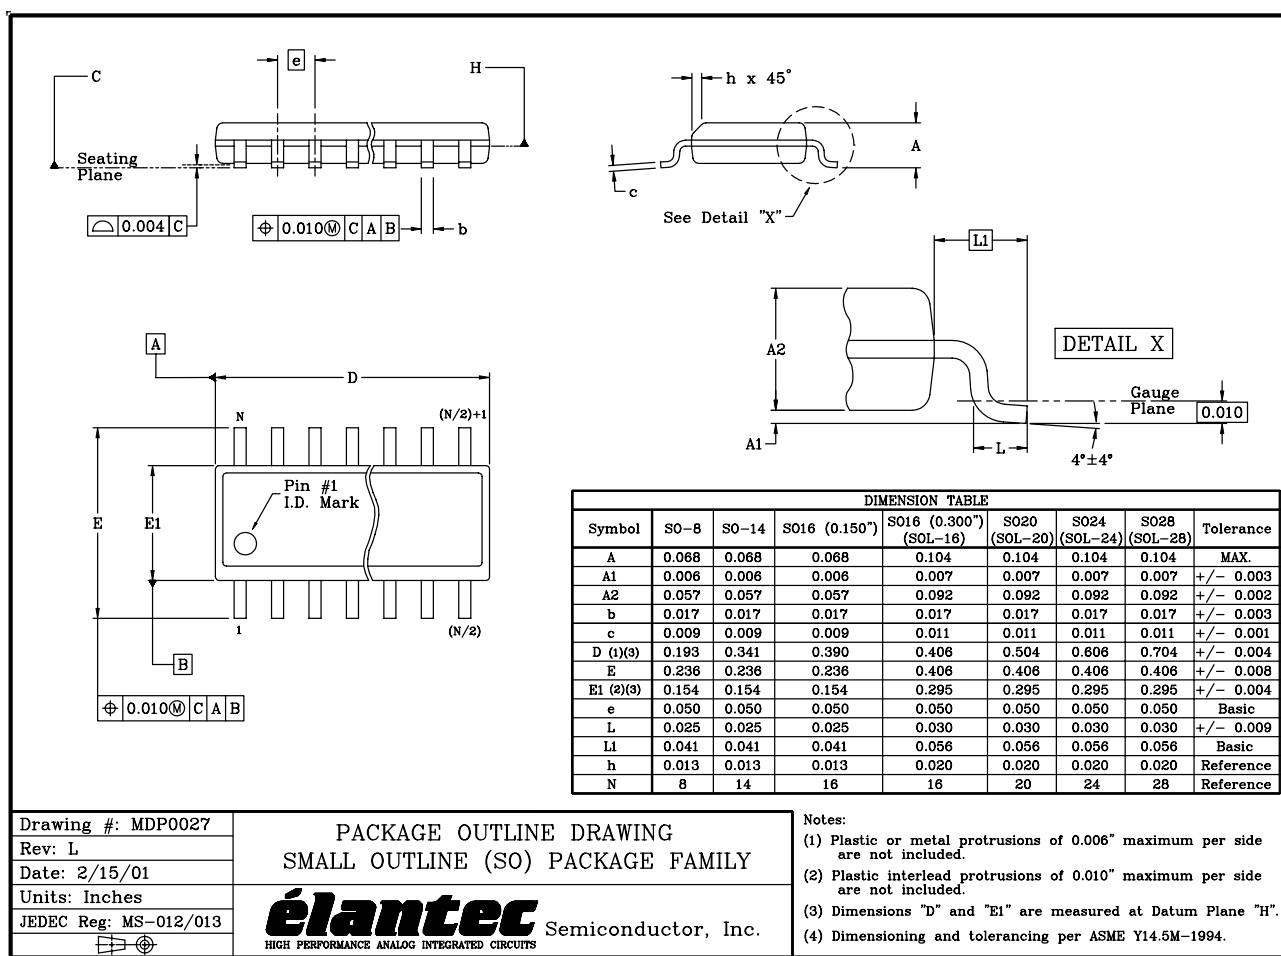 C
e
H
Seating
Plane
0.004 C
0.010Ⓜ C A B
b
h x 45°
A
c
See Detail "X"
L1
A2
A1
DETAIL X
Gauge
Plane
0.010
L
4°±4°
A
D
N
(N/2)+1
Pin #1
I.D. Mark
E
E1
1
(N/2)
B
0.010Ⓜ C A B
DIMENSION TABLE
Symbol SO-8 SO-14 SO16 (0.150") SO16 (0.300") (SOL-16) SO20 (SOL-20) SO24 (SOL-24) SO28 (SOL-28) Tolerance
A 0.068 0.068 0.068 0.104 0.104 0.104 0.104 MAX.
A1 0.006 0.006 0.006 0.007 0.007 0.007 0.007 +/- 0.003
A2 0.057 0.057 0.057 0.092 0.092 0.092 0.092 +/- 0.002
b 0.017 0.017 0.017 0.017 0.017 0.017 0.017 +/- 0.003
c 0.009 0.009 0.009 0.011 0.011 0.011 0.011 +/- 0.001
D (1)(3) 0.193 0.341 0.390 0.406 0.504 0.606 0.704 +/- 0.004
E 0.236 0.236 0.236 0.406 0.406 0.406 0.406 +/- 0.008
E1 (2)(3) 0.154 0.154 0.154 0.295 0.295 0.295 0.295 +/- 0.004
e 0.050 0.050 0.050 0.050 0.050 0.050 0.050 Basic
L 0.025 0.025 0.025 0.030 0.030 0.030 0.030 +/- 0.009
L1 0.041 0.041 0.041 0.056 0.056 0.056 0.056 Basic
h 0.013 0.013 0.013 0.020 0.020 0.020 0.020 Reference
N 8 14 16 16 20 24 28 Reference
Drawing #: MDP0027
Rev: L
Date: 2/15/01
Units: Inches
JEDEC Reg: MS-012/013
PACKAGE OUTLINE DRAWING
SMALL OUTLINE (SO) PACKAGE FAMILY
élantec Semiconductor, Inc.
HIGH PERFORMANCE ANALOG INTEGRATED CIRCUITS
Notes:
(1) Plastic or metal protrusions of 0.006" maximum per side
are not included.
(2) Plastic interlead protrusions of 0.010" maximum per side
are not included.
(3) Dimensions "D" and "E1" are measured at Datum Plane "H".
(4) Dimensioning and tolerancing per ASME Y14.5M-1994.